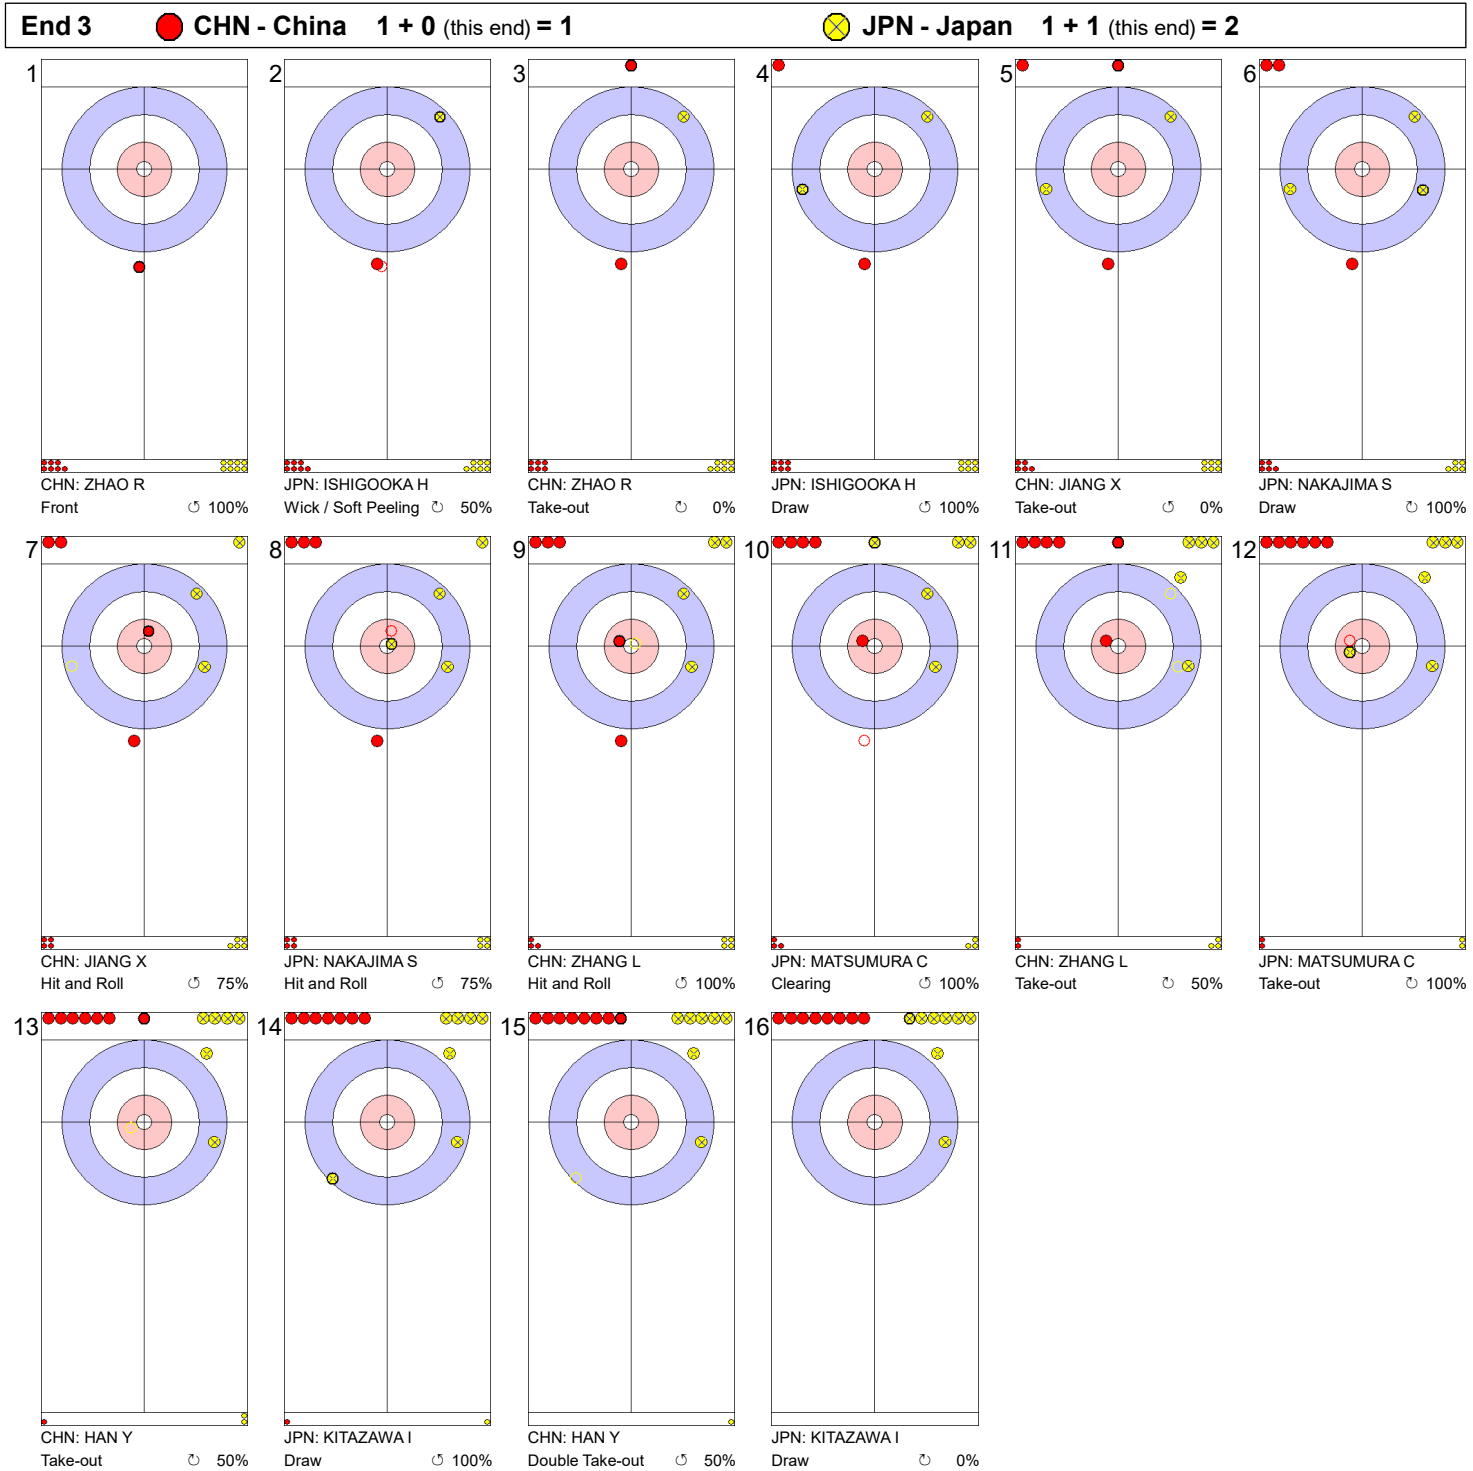 End 3 CHN - China 1 + 0 (this end) = 1 JPN - Japan 1 + 1 (this end) = 2
1 2 3 4 5 6
CHN: ZHAO R JPN: ISHIGOOKA H CHN: ZHAO R JPN: ISHIGOOKA H CHN: JIANG X JPN: NAKAJIMA S
Front ↺ 100% Wick / Soft Peeling ↻ 50% Take-out ↻ 0% Draw ↺ 100% Take-out ↺ 0% Draw ↻ 100%
7 8 9 10 11 12
CHN: JIANG X JPN: NAKAJIMA S CHN: ZHANG L JPN: MATSUMURA C CHN: ZHANG L JPN: MATSUMURA C
Hit and Roll ↺ 75% Hit and Roll ↺ 75% Hit and Roll ↺ 100% Clearing ↺ 100% Take-out ↻ 50% Take-out ↻ 100%
13 14 15 16
CHN: HAN Y JPN: KITAZAWA I CHN: HAN Y JPN: KITAZAWA I
Take-out ↻ 50% Draw ↺ 100% Double Take-out ↺ 50% Draw ↻ 0%